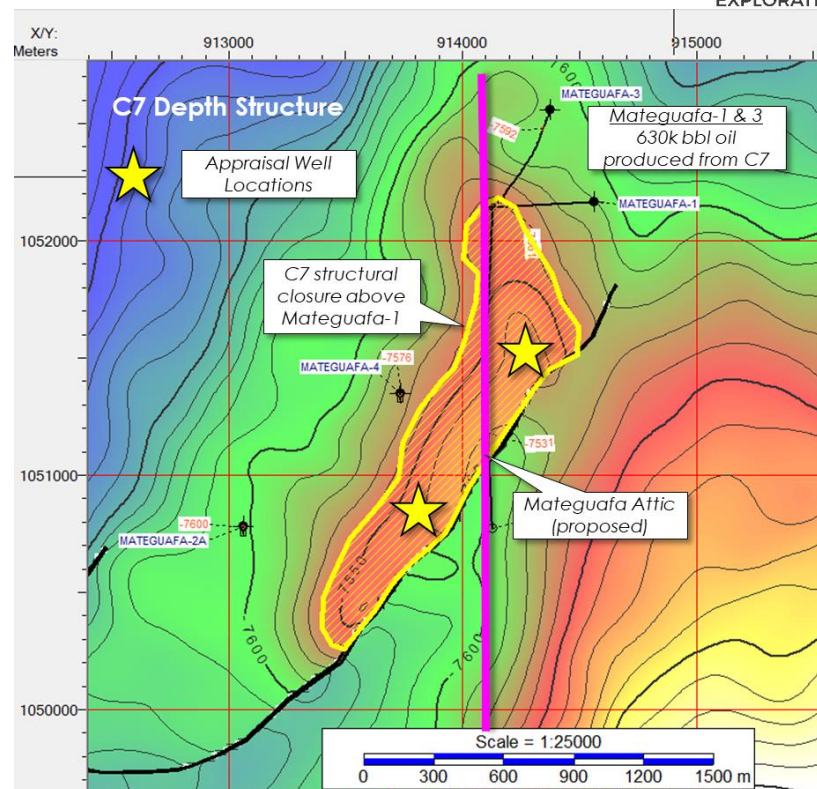 EXPLORATI
X/Y:
Meters
913000
914000
915000
C7 Depth Structure
Appraisal Well
Locations
MATEGUAFA-3
-7592
Mateguafa-1 & 3
630k bbl oil
produced from C7
MATEGUAFA-1
1052000
C7 structural
closure above
Mateguafa-1
-7576
MATEGUAFA-4
-7531
1051000
Mateguafa Attic
(proposed)
-7600
MATEGUAFA-2A
-7550
-7600
-7600
1050000
Scale = 1:25000
0 300 600 900 1200 1500 m